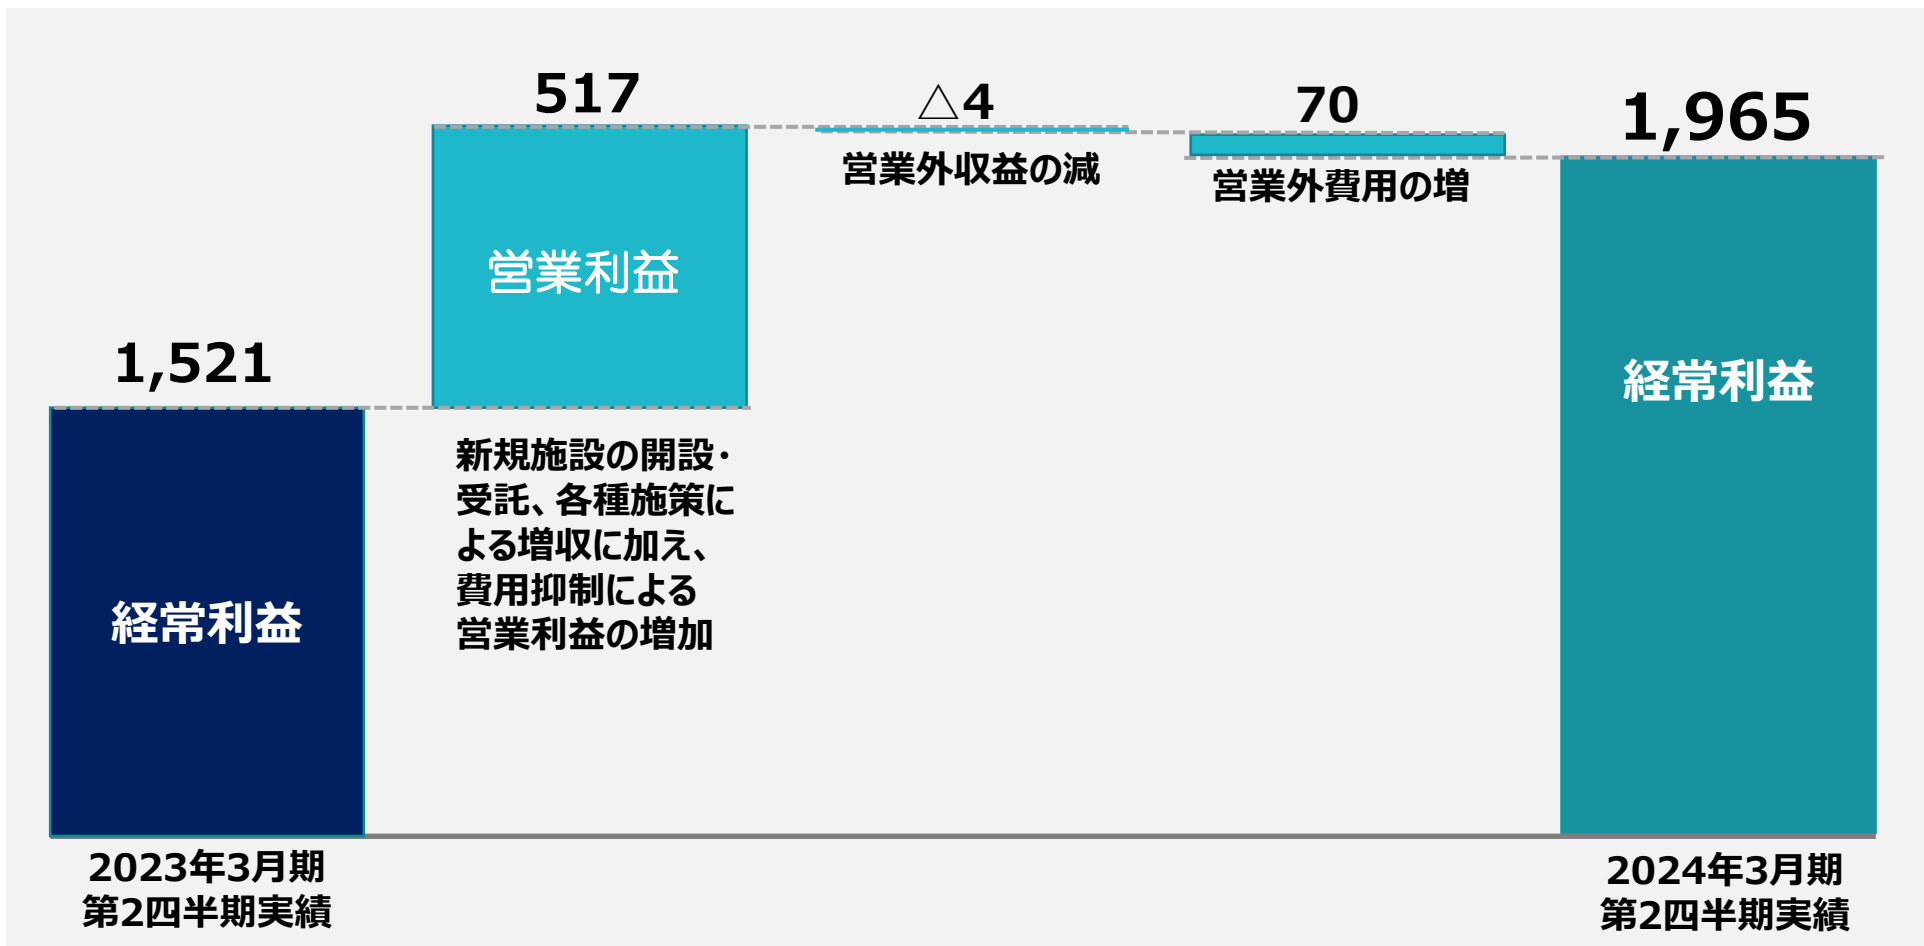 1,521
経常利益
2023年3月期
第2四半期実績
517
営業利益
新規施設の開設・
受託、各種施策に
よる増収に加え、
費用抑制による
営業利益の増加
△4
営業外収益の減
70
営業外費用の増
1,965
経常利益
2024年3月期
第2四半期実績